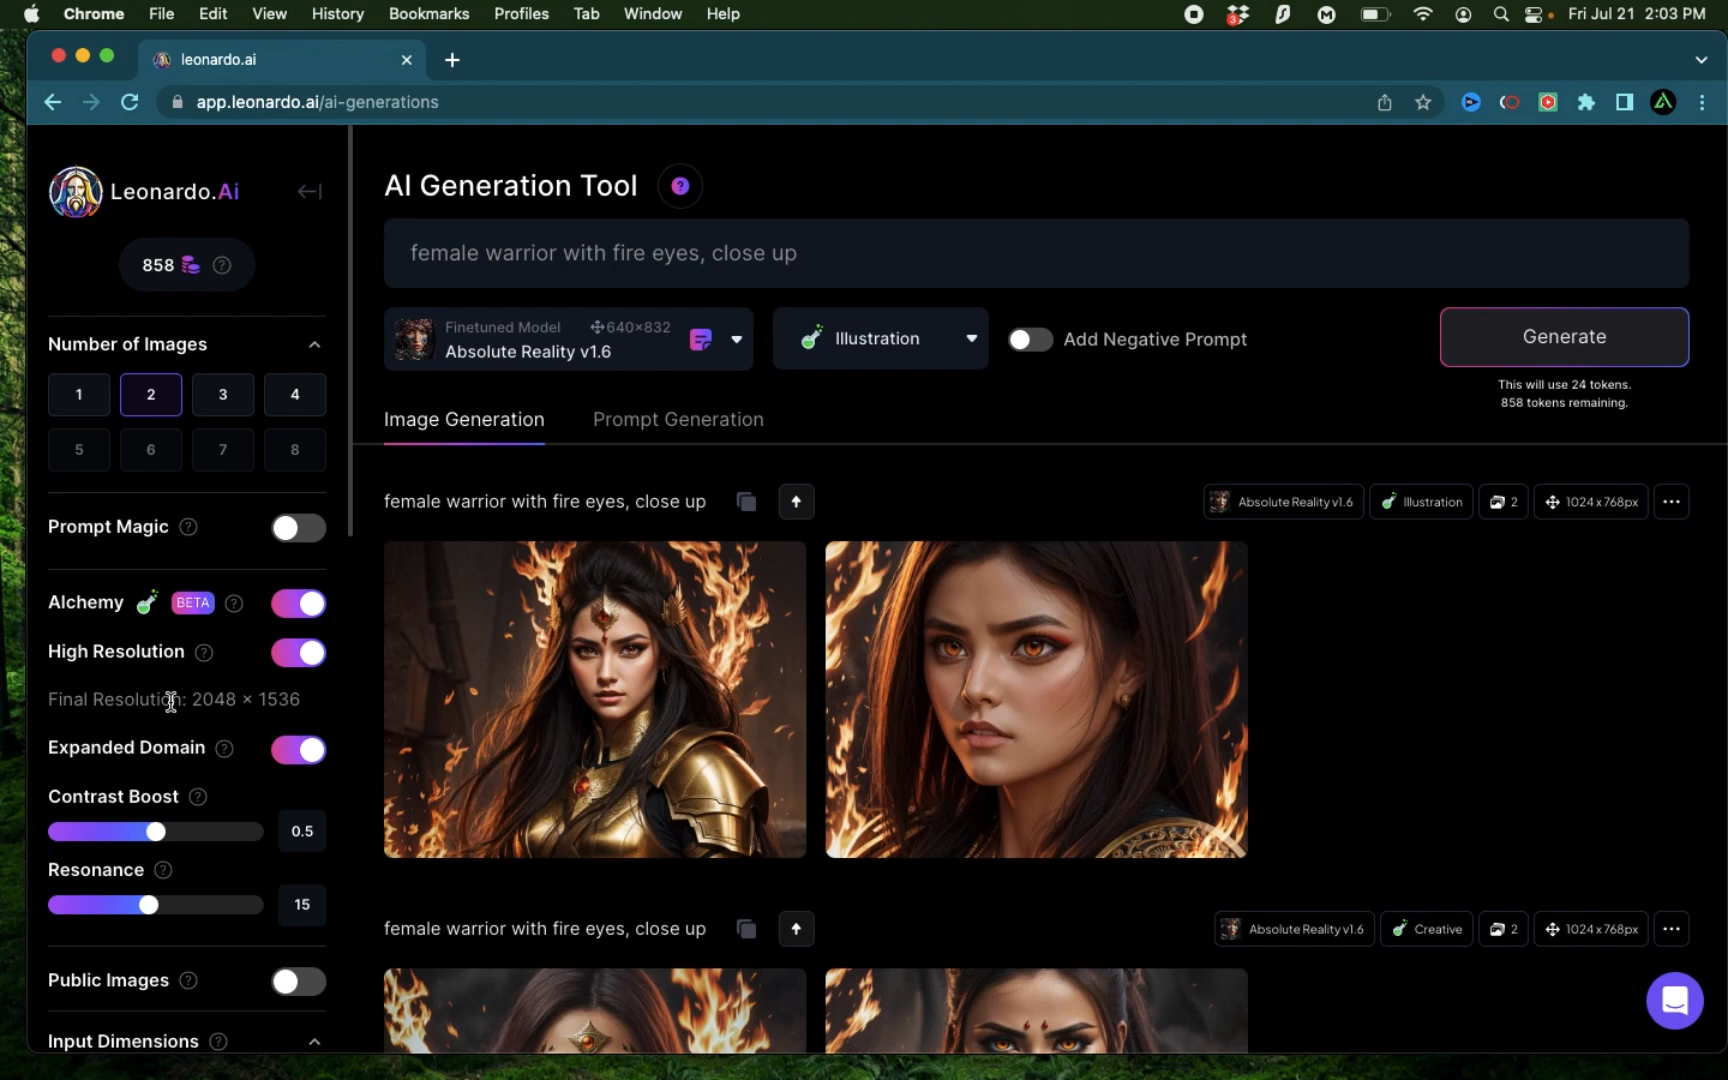 Chrome File Edit View History Bookmarks Profiles Tab Window Help
3 M Fri Jul 21 2:03 PM
leonardo.ai
app.leonardo.ai/ai-generations
Leonardo.Ai
858 ?
Number of Images
1 2 3 4
5 6 7 8
Prompt Magic ?
Alchemy BETA ?
High Resolution ?
Final Resolution: 2048 × 1536
Expanded Domain ?
Contrast Boost ?
0.5
Resonance ?
15
Public Images ?
Input Dimensions ?
AI Generation Tool ?
female warrior with fire eyes, close up
Finetuned Model 640×832
Absolute Reality v1.6
Illustration
Add Negative Prompt
Generate
This will use 24 tokens.
858 tokens remaining.
Image Generation Prompt Generation
female warrior with fire eyes, close up
Absolute Reality v1.6 Illustration 2 1024 x 768px
female warrior with fire eyes, close up
Absolute Reality v1.6 Creative 2 1024 x 768px